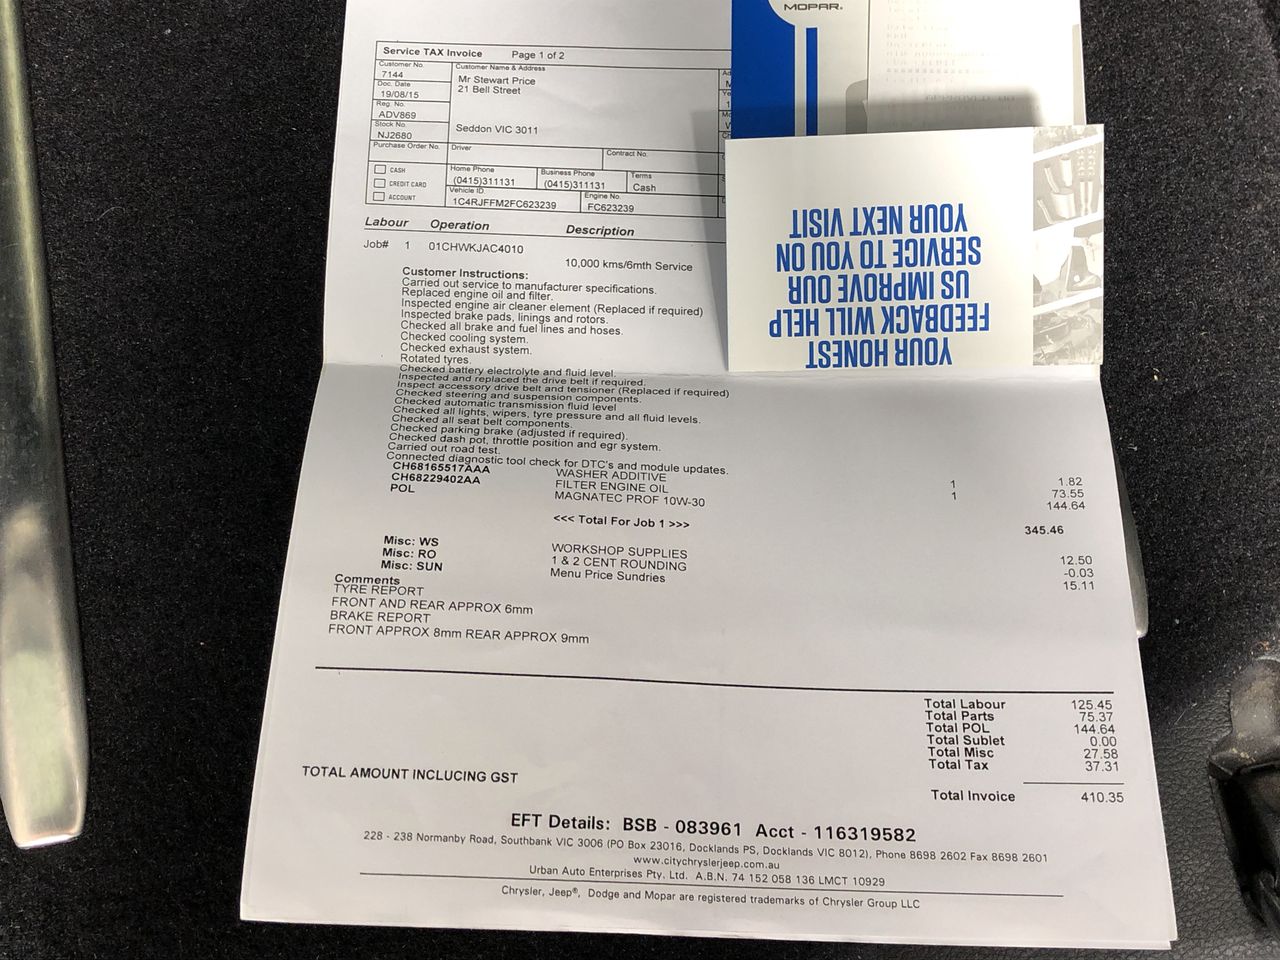 MOPAR.
Service TAX Invoice Page 1 of 2
Customer No.
7144
Customer Name & Address
Mr Stewart Price
21 Bell Street
Seddon VIC 3011
Doc. Date
19/08/15
Reg. No.
ADV869
Stock No.
NJ2680
Purchase Order No.
Driver
Contract No.
CASH
CREDIT CARD
ACCOUNT
Home Phone
(0415)311131
Business Phone
(0415)311131
Terms
Cash
Vehicle ID
1C4RJFFM2FC623239
Engine No.
FC623239
Labour Operation Description
Job# 1 01CHWKJAC4010
10,000 kms/6mth Service
Customer Instructions:
Carried out service to manufacturer specifications.
Replaced engine oil and filter.
Inspected engine air cleaner element (Replaced if required)
Inspected brake pads, linings and rotors.
Checked all brake and fuel lines and hoses.
Checked cooling system.
Checked exhaust system.
Rotated tyres.
Checked battery electrolyte and fluid level.
Inspected and replaced the drive belt if required.
Inspect accessory drive belt and tensioner (Replaced if required)
Checked steering and suspension components.
Checked automatic transmission fluid level
Checked all lights, wipers, tyre pressure and all fluid levels.
Checked all seat belt components.
Checked parking brake (adjusted if required).
Checked dash pot, throttle position and egr system.
Carried out road test.
Connected diagnostic tool check for DTC's and module updates.
CH68165517AAA WASHER ADDITIVE 1 1.82
CH68229402AA FILTER ENGINE OIL 1 73.55
POL MAGNATEC PROF 10W-30 144.64
<<< Total For Job 1 >>> 345.46
Misc: WS WORKSHOP SUPPLIES 12.50
Misc: RO 1 & 2 CENT ROUNDING -0.03
Misc: SUN Menu Price Sundries 15.11
Comments
TYRE REPORT
FRONT AND REAR APPROX 6mm
BRAKE REPORT
FRONT APPROX 8mm REAR APPROX 9mm
Total Labour 125.45
Total Parts 75.37
Total POL 144.64
Total Sublet 0.00
Total Misc 27.58
Total Tax 37.31
TOTAL AMOUNT INCLUDING GST
Total Invoice 410.35
EFT Details: BSB - 083961 Acct - 116319582
228 - 238 Normanby Road, Southbank VIC 3006 (PO Box 23016, Docklands PS, Docklands VIC 8012), Phone 8698 2602 Fax 8698 2601
www.citychryslerjeep.com.au
Urban Auto Enterprises Pty. Ltd. A.B.N. 74 152 058 136 LMCT 10929
Chrysler, Jeep®, Dodge and Mopar are registered trademarks of Chrysler Group LLC
YOUR HONEST
FEEDBACK WILL HELP
US IMPROVE OUR
SERVICE TO YOU ON
YOUR NEXT VISIT